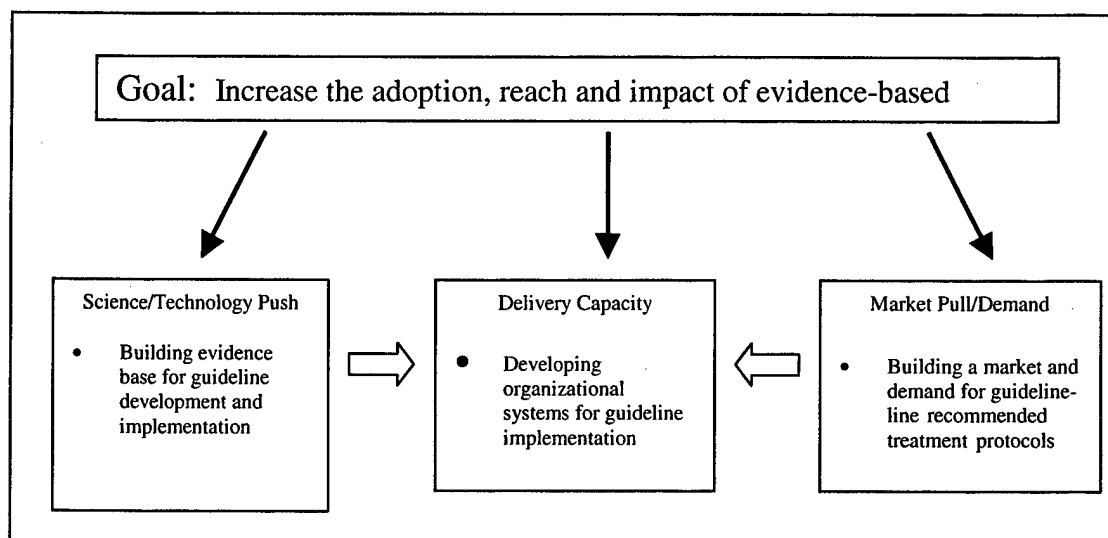 Goal: Increase the adoption, reach and impact of evidence-based
Science/Technology Push
• Building evidence
base for guideline
development and
implementation
Delivery Capacity
• Developing
organizational
systems for guideline
implementation
Market Pull/Demand
• Building a market and
demand for guideline-
line recommended
treatment protocols